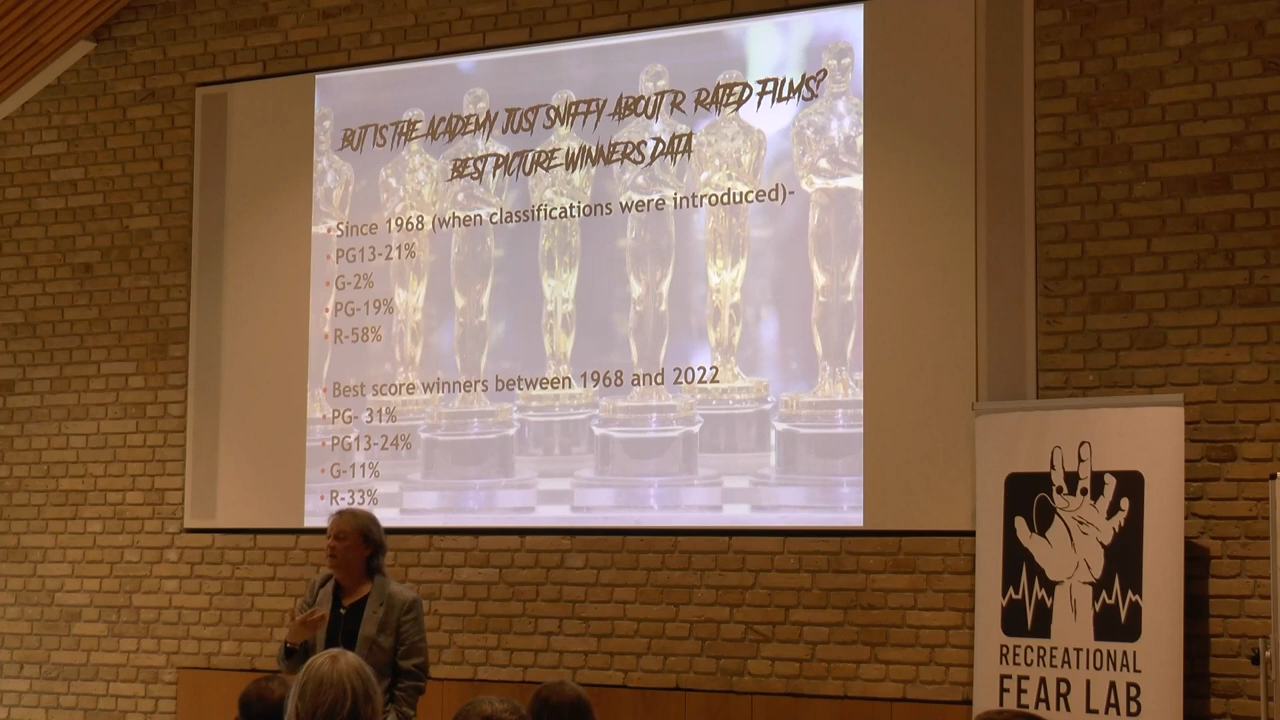 BUT IS THE ACADEMY JUST SNIFFY ABOUT R RATED FILMS?
BEST PICTURE WINNERS DATA
• Since 1968 (when classifications were introduced)-
• PG13-21%
• G-2%
• PG-19%
• R-58%
• Best score winners between 1968 and 2022
• PG- 31%
• PG13-24%
• G-11%
• R-33%
RECREATIONAL
FEAR LAB